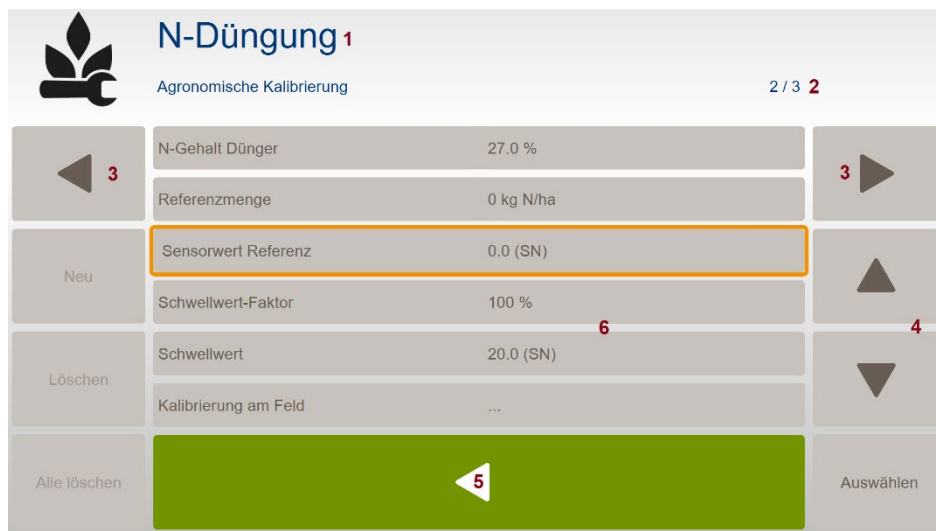 N-Düngung 1
Agronomische Kalibrierung 2 / 3 2
3
N-Gehalt Dünger 27.0 %
3
Referenzmenge 0 kg N/ha
Neu
Sensorwert Referenz 0.0 (SN)
Schwellwert-Faktor 100 %
6
4
Löschen
Schwellwert 20.0 (SN)
Kalibrierung am Feld ...
Alle löschen
5
Auswählen